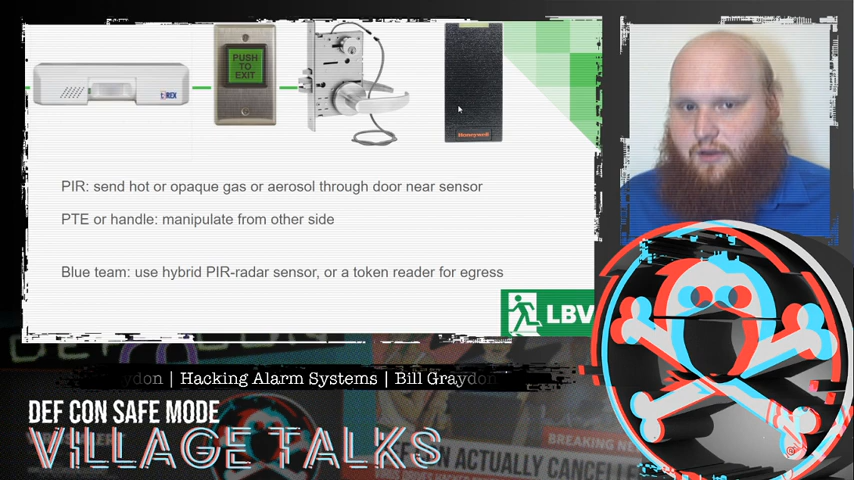 REX
PUSH
TO
EXIT
Honeywell
PIR: send hot or opaque gas or aerosol through door near sensor
PTE or handle: manipulate from other side
Blue team: use hybrid PIR-radar sensor, or a token reader for egress
LBV
ydon | Hacking Alarm Systems | Bill Graydon
DEF CON SAFE MODE
VILLAGE TALKS
BREAKING NE
CON ACTUALLY CANCELLE